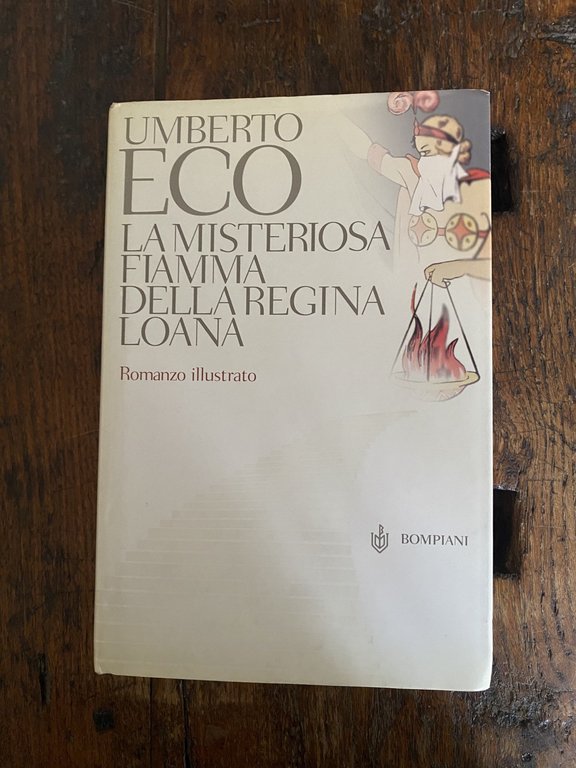 UMBERTO
ECO
LA MISTERIOSA
FIAMMA
DELLA REGINA
LOANA
Romanzo illustrato
BOMPIANI